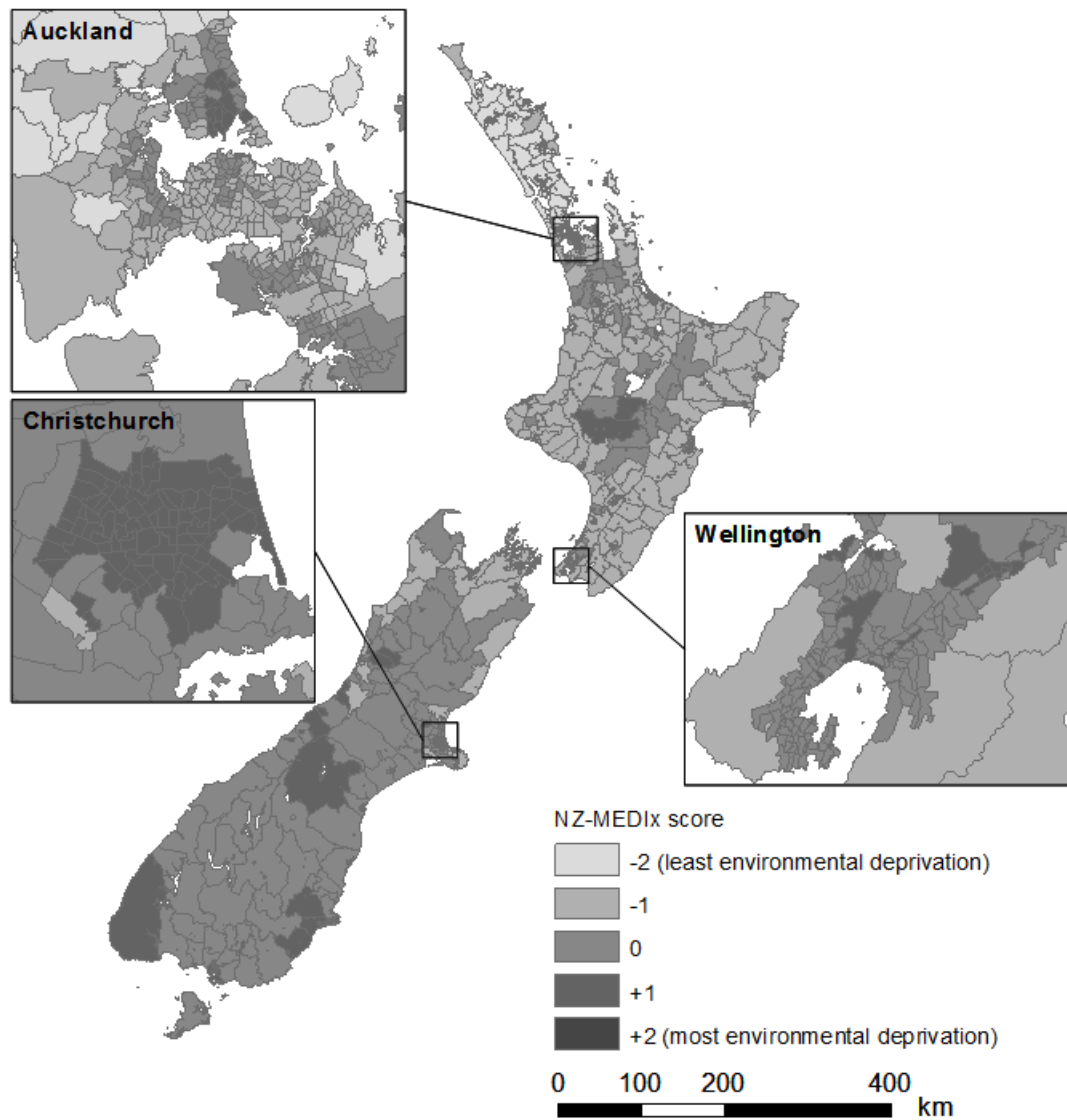 Auckland
Christchurch
Wellington
NZ-MEDIx score
-2 (least environmental deprivation)
-1
0
+1
+2 (most environmental deprivation)
0 100 200 400
km